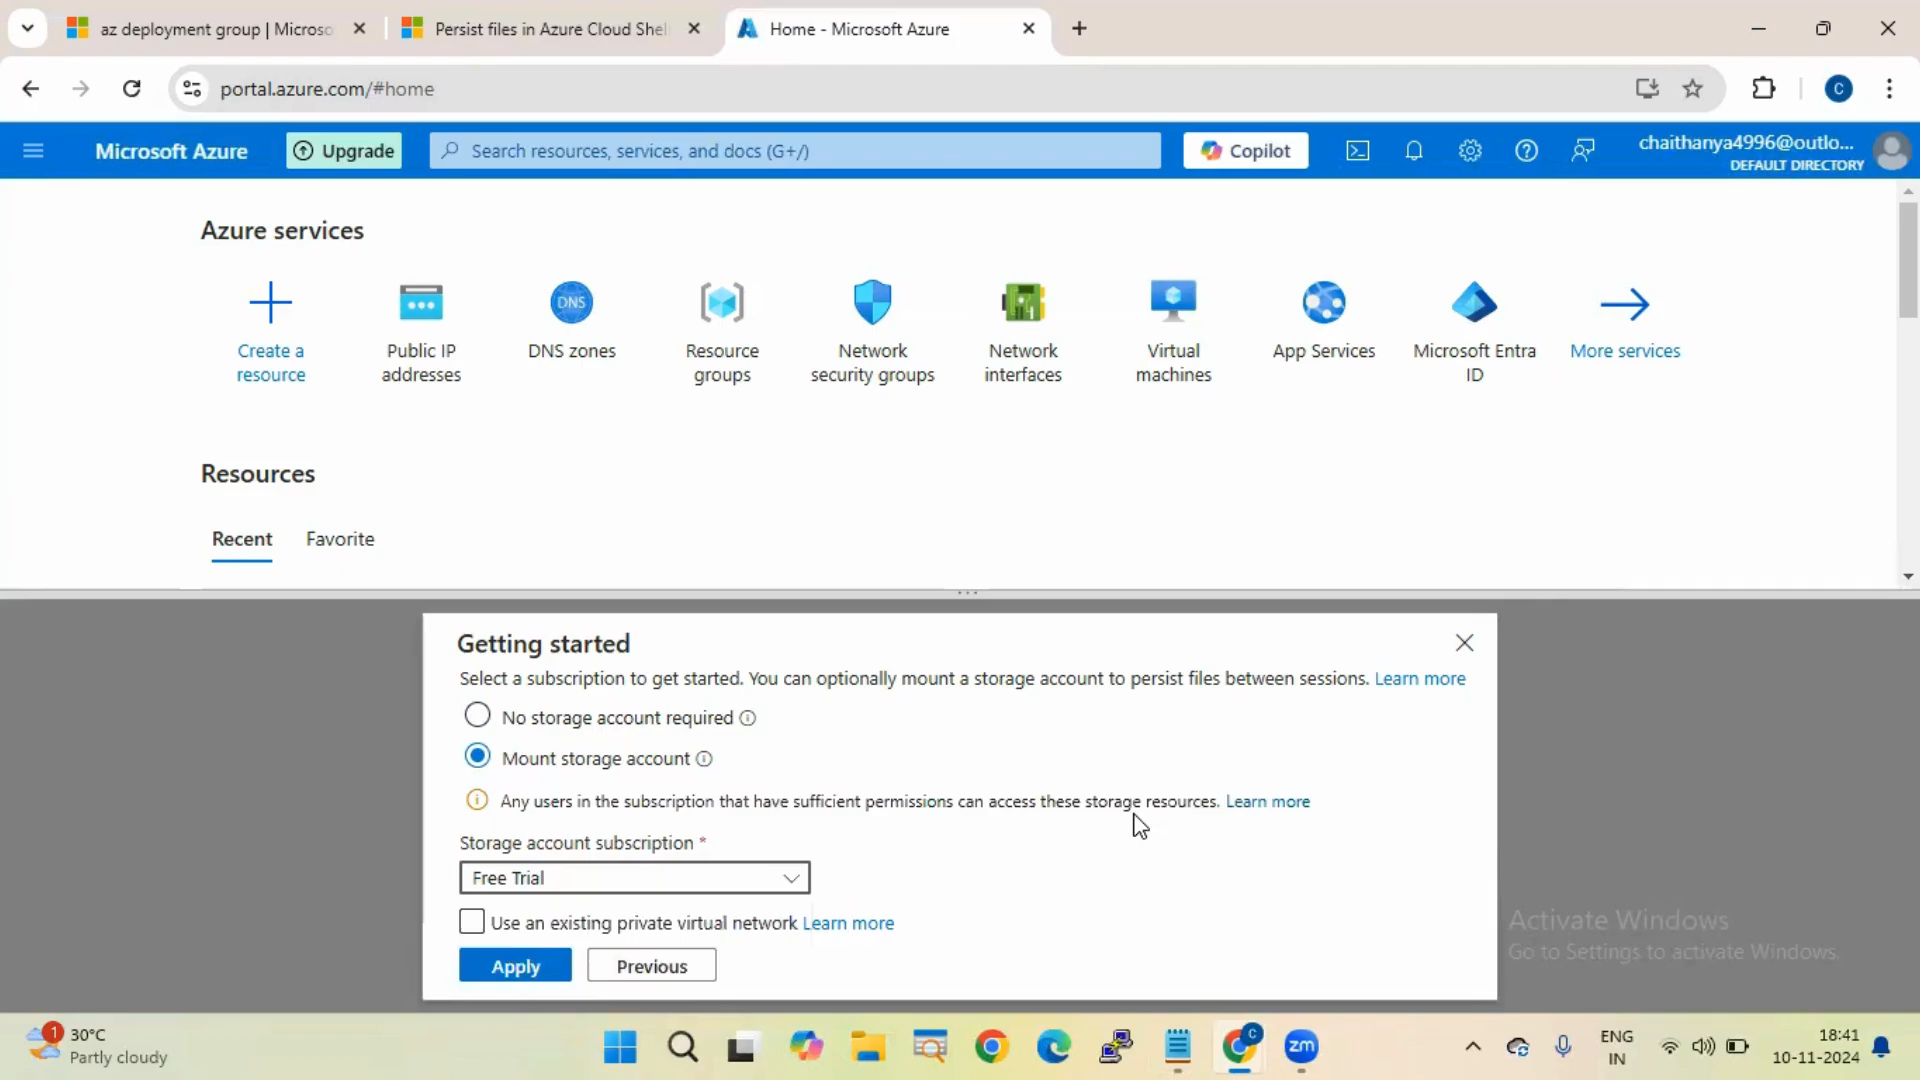 az deployment group | Microso
Persist files in Azure Cloud Shel
Home - Microsoft Azure
portal.azure.com/#home
C
Microsoft Azure
Upgrade
Search resources, services, and docs (G+/)
Copilot
chaithanya4996@outlo...
DEFAULT DIRECTORY
Azure services
Create a
resource
Public IP
addresses
DNS
DNS zones
Resource
groups
Network
security groups
Network
interfaces
Virtual
machines
App Services
Microsoft Entra
ID
More services
Resources
Recent
Favorite
Getting started
Select a subscription to get started. You can optionally mount a storage account to persist files between sessions. Learn more
No storage account required
Mount storage account
Any users in the subscription that have sufficient permissions can access these storage resources. Learn more
Storage account subscription *
Free Trial
Use an existing private virtual network Learn more
Apply
Previous
Activate Windows
Go to Settings to activate Windows.
1
30°C
Partly cloudy
C
zm
ENG
IN
18:41
10-11-2024